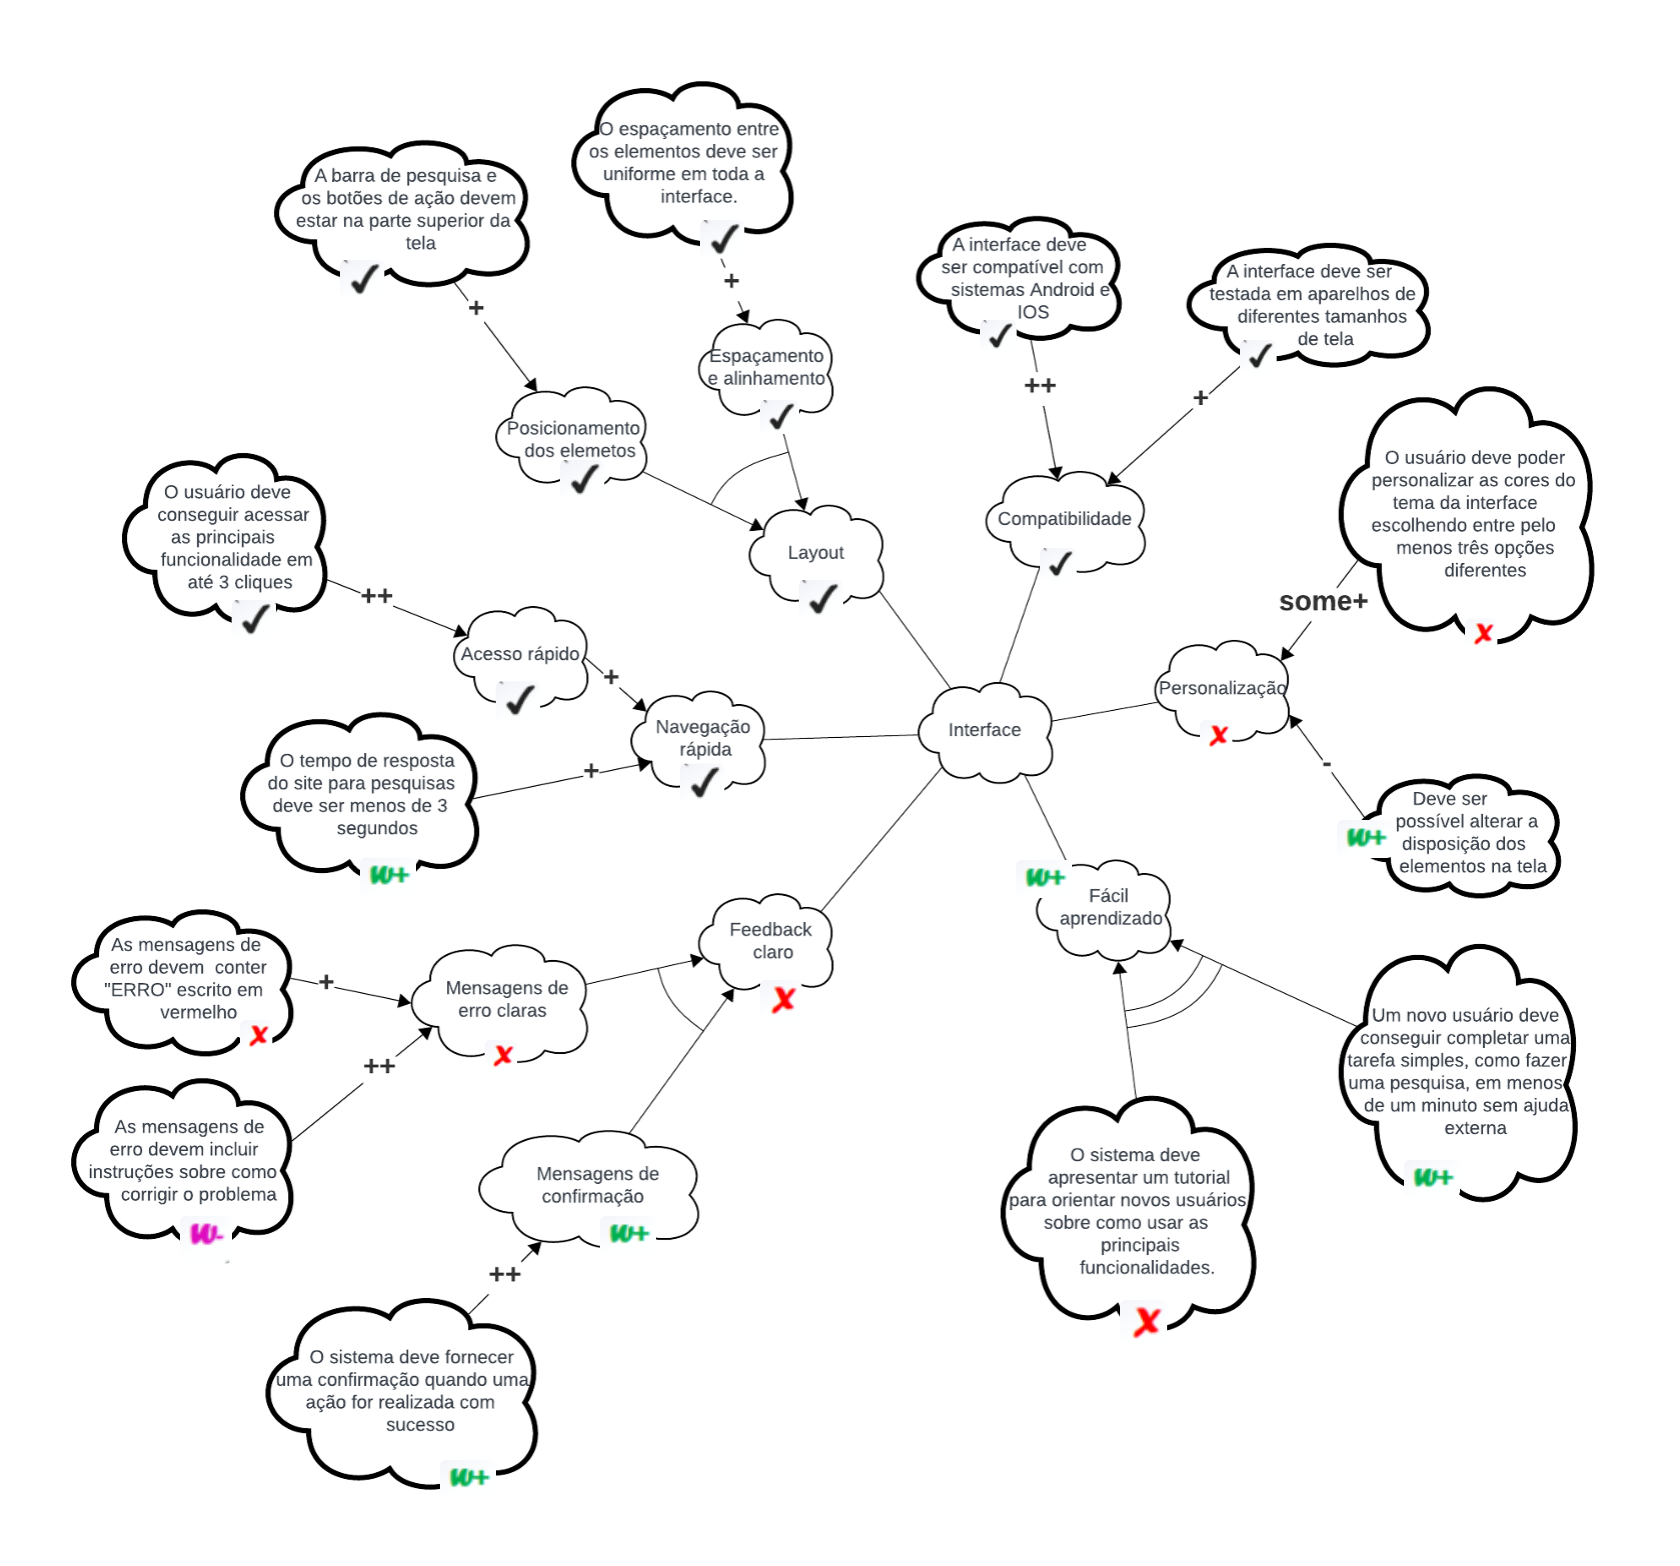 O espaçamento entre
os elementos deve ser
uniforme em toda a
interface.
+
A barra de pesquisa e
os botões de ação devem
estar na parte superior da
tela
+
A interface deve
ser compatível com
sistemas Android e
IOS
++
A interface deve ser
testada em aparelhos de
diferentes tamanhos
de tela
+
Espaçamento
e alinhamento
Posicionamento
dos elemetos
O usuário deve poder
personalizar as cores do
tema da interface
escolhendo entre pelo
menos três opções
diferentes
X
some+
O usuário deve
conseguir acessar
as principais
funcionalidade em
até 3 cliques
++
Layout
Compatibilidade
Acesso rápido
+
Personalização
X
Navegação
rápida
Interface
O tempo de resposta
do site para pesquisas
deve ser menos de 3
segundos
W+
+
-
Deve ser
possível alterar a
disposição dos
elementos na tela
W+
W+
Fácil
aprendizado
Feedback
claro
X
As mensagens de
erro devem conter
"ERRO" escrito em
vermelho
X
+
Mensagens de
erro claras
X
++
As mensagens de
erro devem incluir
instruções sobre como
corrigir o problema
W-
Um novo usuário deve
conseguir completar uma
tarefa simples, como fazer
uma pesquisa, em menos
de um minuto sem ajuda
externa
W+
Mensagens de
confirmação
W+
++
O sistema deve
apresentar um tutorial
para orientar novos usuários
sobre como usar as
principais
funcionalidades.
X
O sistema deve fornecer
uma confirmação quando uma
ação for realizada com
sucesso
W+